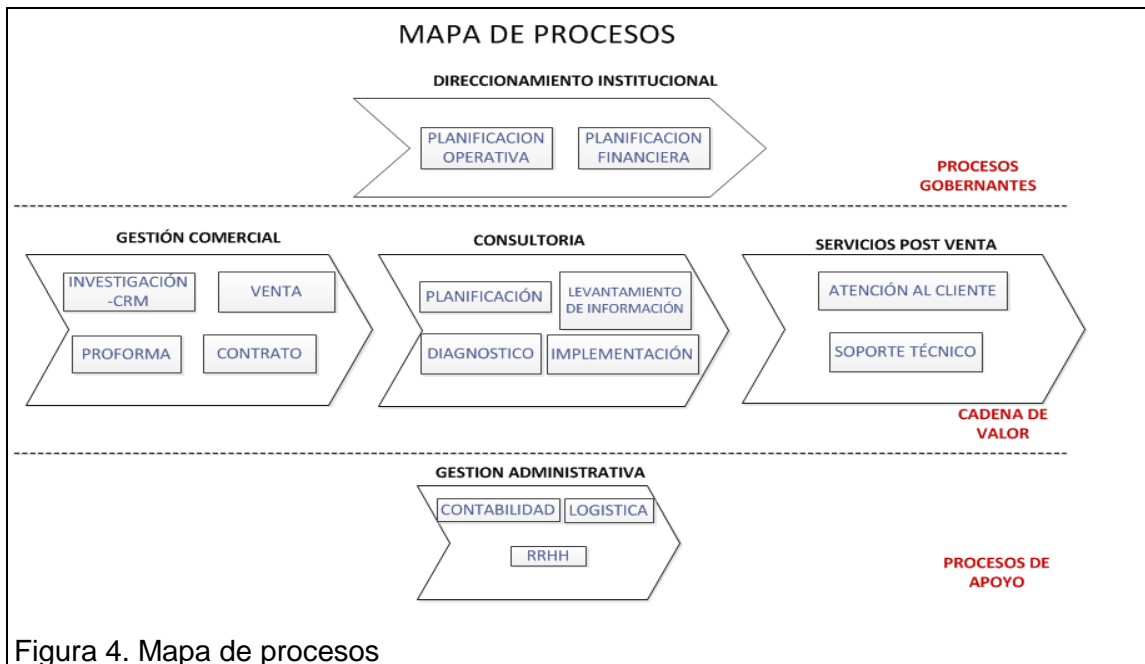 MAPA DE PROCESOS
DIRECCIONAMIENTO INSTITUCIONAL
PLANIFICACION
OPERATIVA
PLANIFICACION
FINANCIERA
PROCESOS
GOBERNANTES
GESTIÓN COMERCIAL
INVESTIGACIÓN
-CRM
VENTA
PROFORMA
CONTRATO
CONSULTORIA
PLANIFICACIÓN
LEVANTAMIENTO
DE INFORMACIÓN
DIAGNOSTICO
IMPLEMENTACIÓN
SERVICIOS POST VENTA
ATENCIÓN AL CLIENTE
SOPORTE TÉCNICO
CADENA DE
VALOR
GESTION ADMINISTRATIVA
CONTABILIDAD
LOGISTICA
RRHH
PROCESOS DE
APOYO
Figura 4. Mapa de procesos